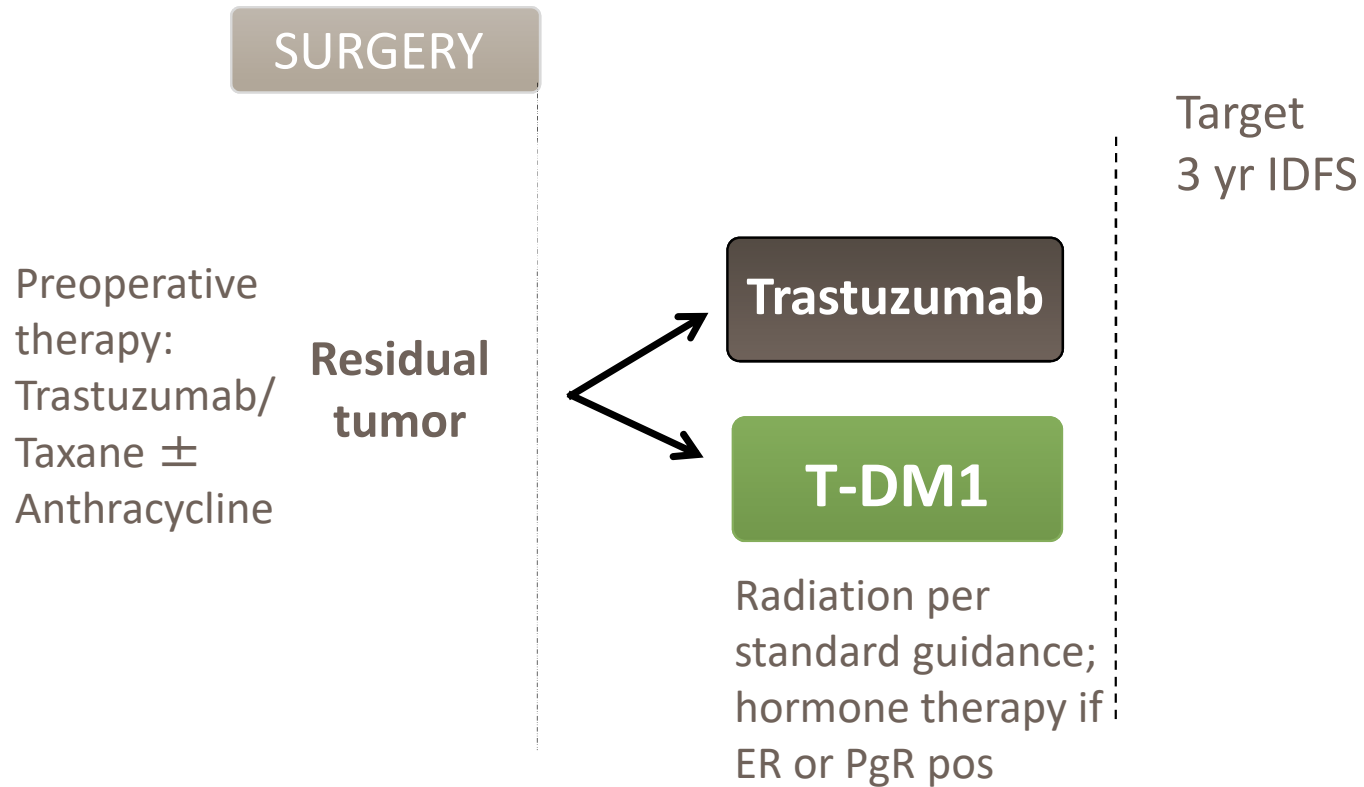 SURGERY
Target
3 yr IDFS
Preoperative
therapy:
Trastuzumab/
Taxane ±
Anthracycline
Residual
tumor
Trastuzumab
T-DM1
Radiation per
standard guidance;
hormone therapy if
ER or PgR pos